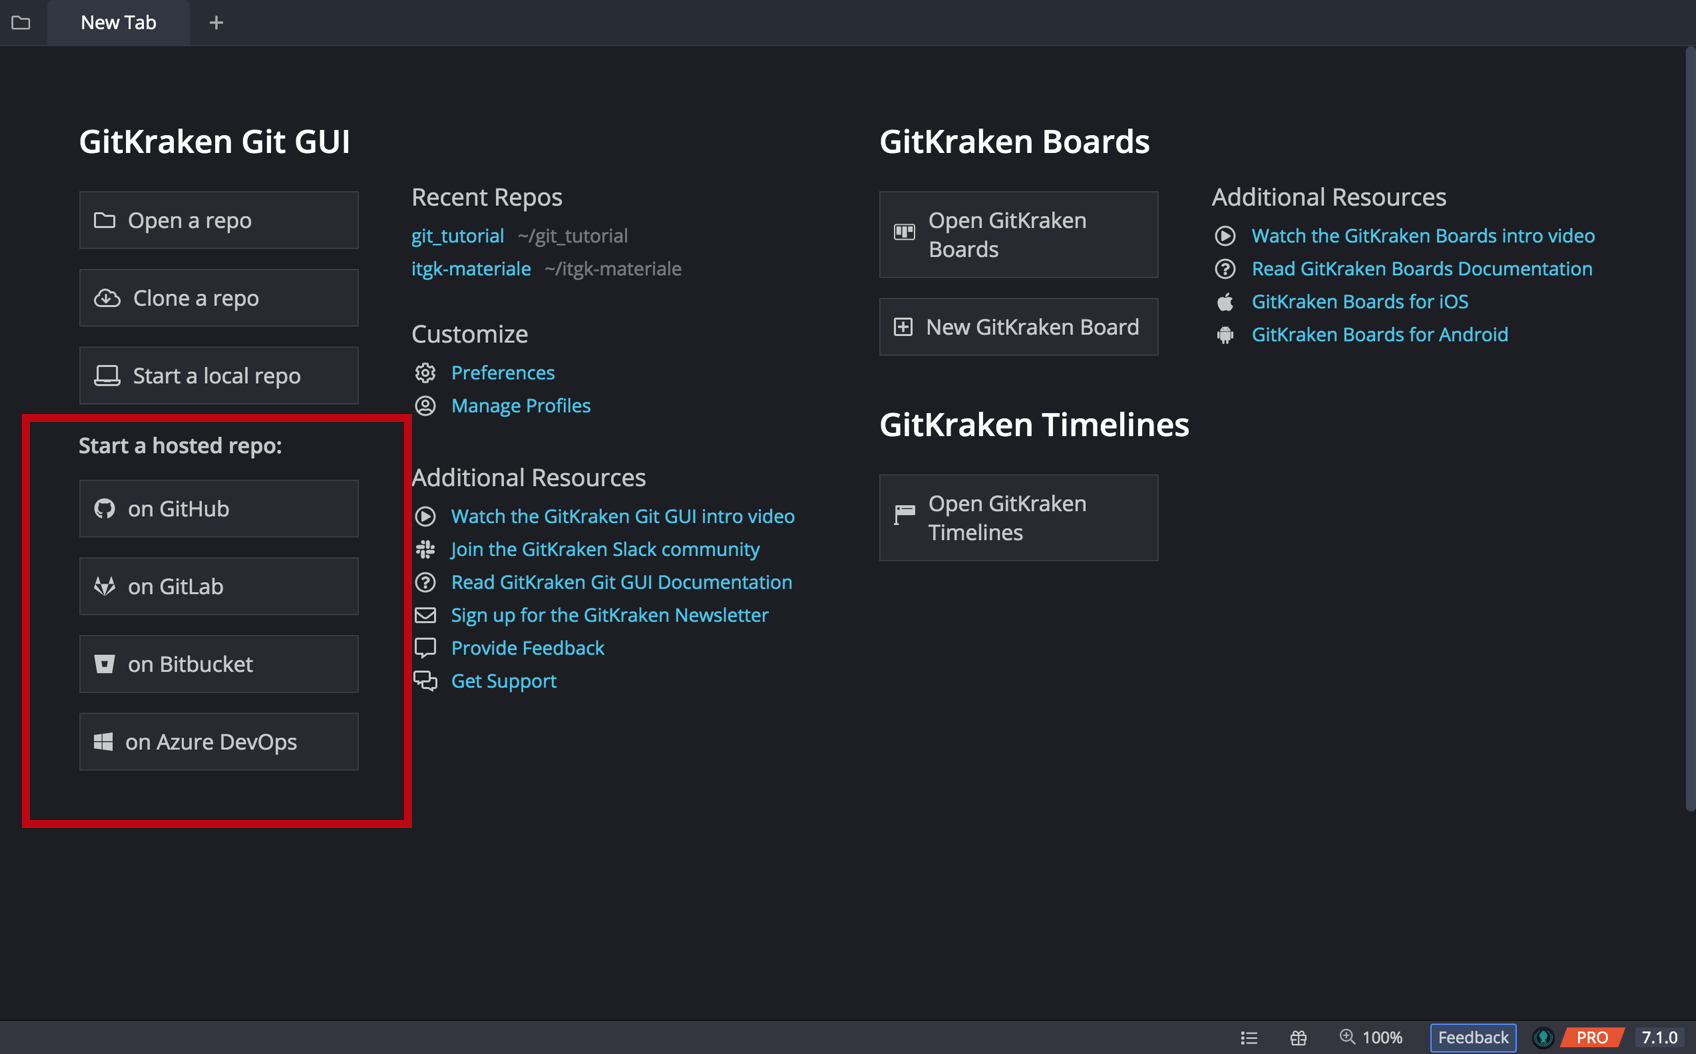 New Tab
GitKraken Git GUI
Open a repo
Clone a repo
Start a local repo
Start a hosted repo:
on GitHub
on GitLab
on Bitbucket
on Azure DevOps
Recent Repos
git_tutorial ~/git_tutorial
itgk-materiale ~/itgk-materiale
Customize
Preferences
Manage Profiles
Additional Resources
Watch the GitKraken Git GUI intro video
Join the GitKraken Slack community
Read GitKraken Git GUI Documentation
Sign up for the GitKraken Newsletter
Provide Feedback
Get Support
GitKraken Boards
Open GitKraken
Boards
New GitKraken Board
Additional Resources
Watch the GitKraken Boards intro video
Read GitKraken Boards Documentation
GitKraken Boards for iOS
GitKraken Boards for Android
GitKraken Timelines
Open GitKraken
Timelines
100% Feedback PRO 7.1.0